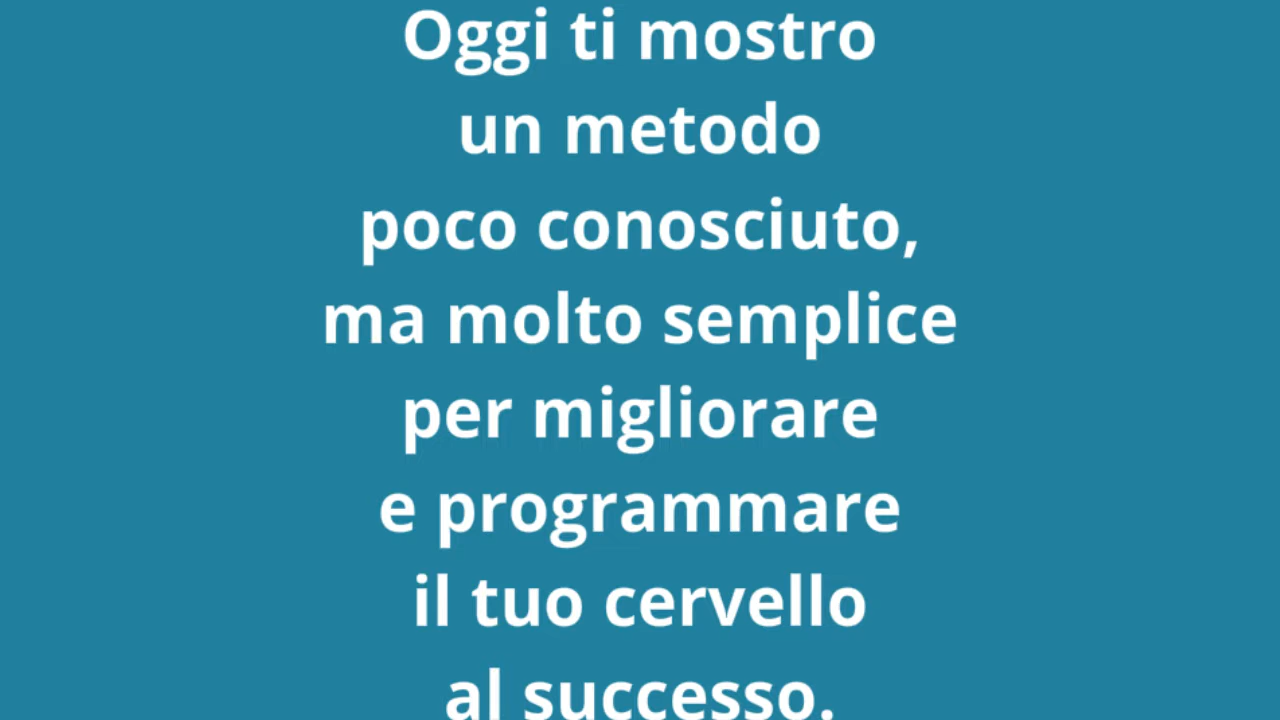 Oggi ti mostro
un metodo
poco conosciuto,
ma molto semplice
per migliorare
e programmare
il tuo cervello
al successo.